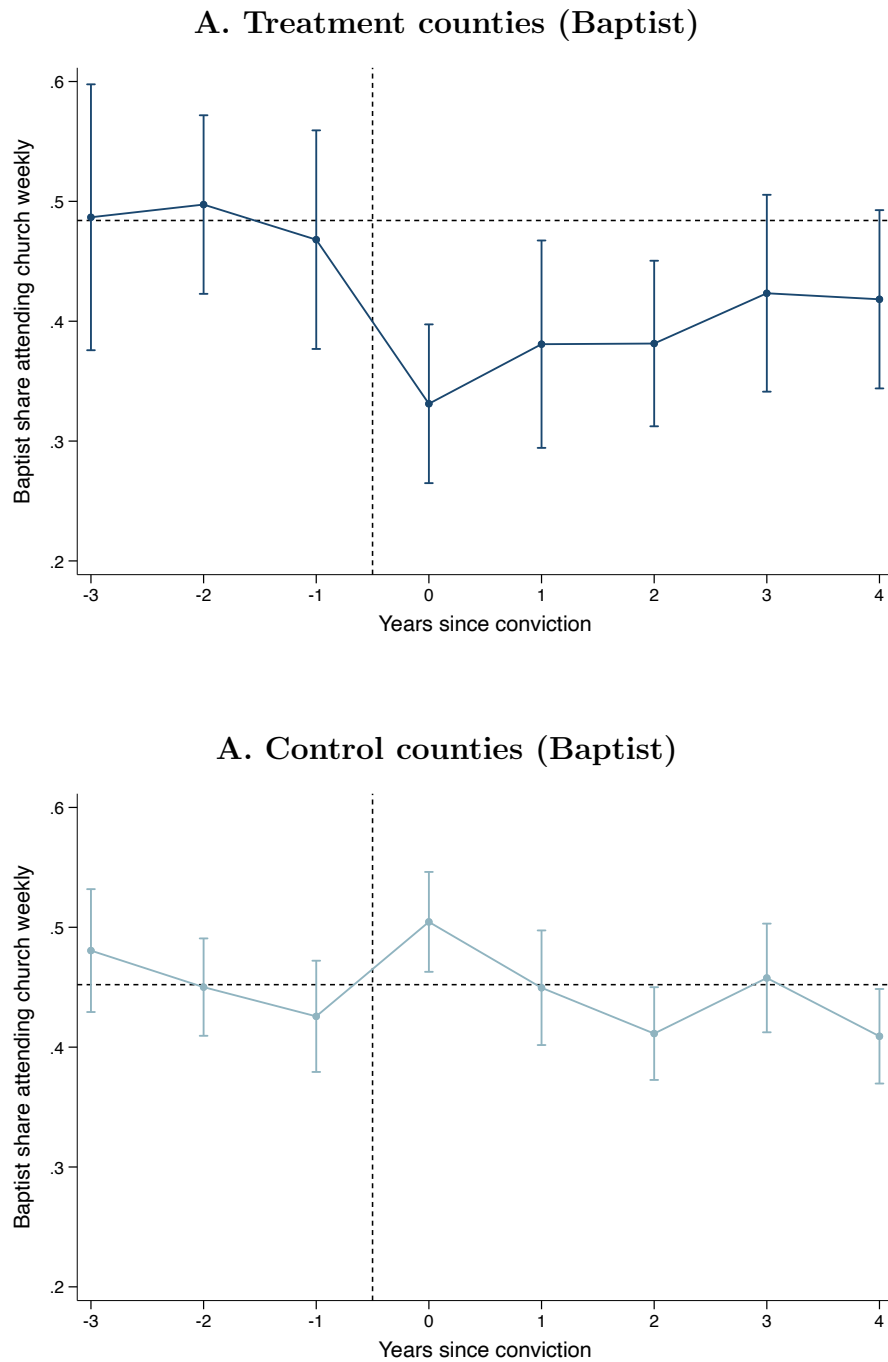 A. Treatment counties (Baptist)
.6
.5
.4
.3
.2
Baptist share attending church weekly
-3 -2 -1 0 1 2 3 4
Years since conviction
A. Control counties (Baptist)
.6
.5
.4
.3
.2
Baptist share attending church weekly
-3 -2 -1 0 1 2 3 4
Years since conviction